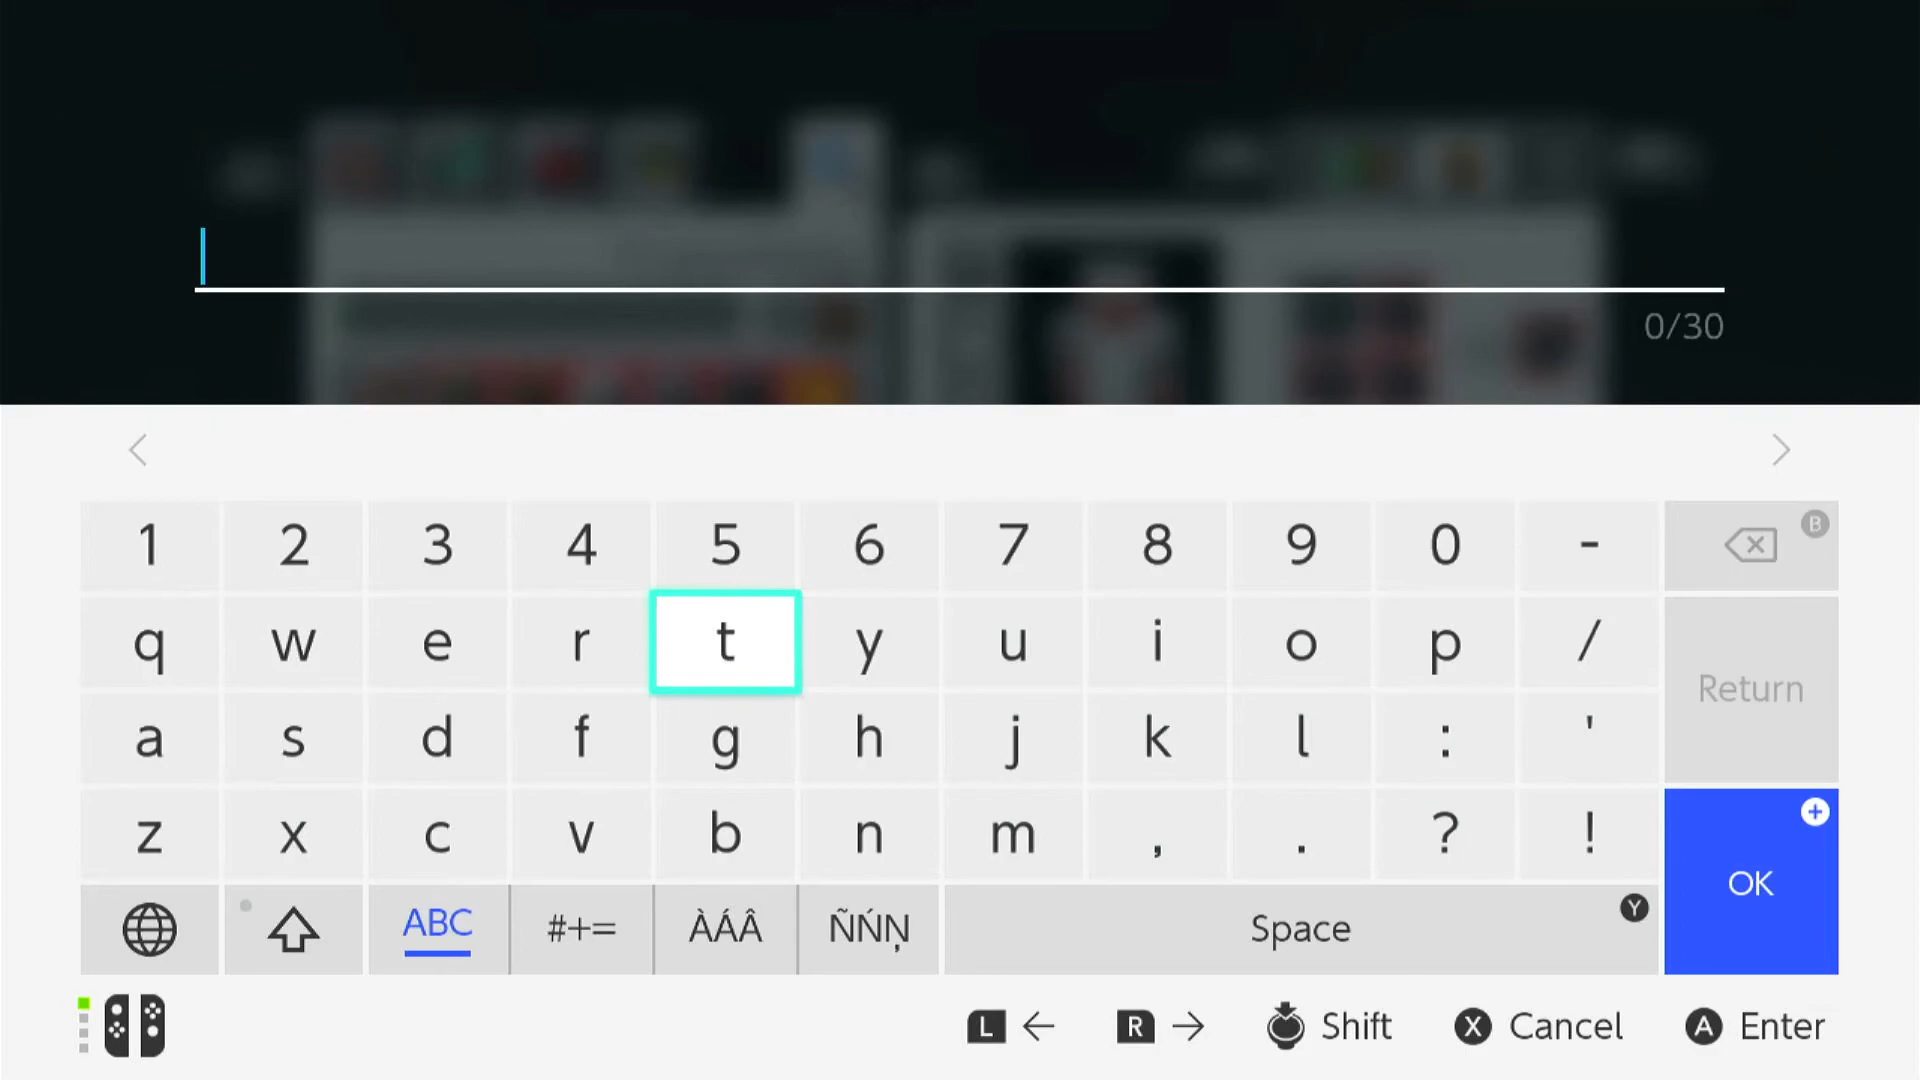 0/30
1 2 3 4 5 6 7 8 9 0 - B
q w e r t y u i o p / Return
a s d f g h j k l : '
z x c v b n m , . ? ! + OK
ABC #+= ÀÁÂ ÑŃŅ Space Y
L ← R → Shift X Cancel A Enter